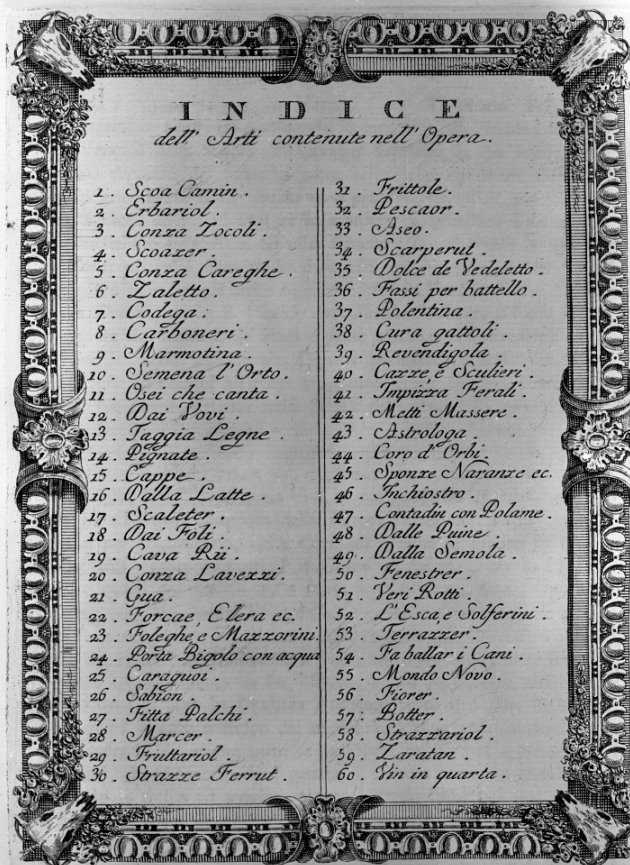 INDICE
dell' Arti contenute nell' Opera.
1. Scoa Camin.
2. Erbariol.
3. Conza Zocoli.
4. Scoazer.
5. Conza Careghe.
6. Zaletto.
7. Codega.
8. Carboneri.
9. Marmotina.
10. Semena l'Orto.
11. Osei che canta.
12. Dai Vovi.
13. Taggia Legne.
14. Pignate.
15. Cappe.
16. Dalla Latte.
17. Scaleter.
18. Dai Foli.
19. Cava Rii.
20. Conza Lavezzi.
21. Gua.
22. Forcae, Elera ec.
23. Foleghe, e Mazzorini.
24. Porta Bigolo con acqua
25. Caraguoi.
26. Sabion.
27. Fitta Palchi.
28. Marcer.
29. Fruttariol.
30. Strazze Ferrut.
31. Frittole.
32. Pescaor.
33. Aseo.
34. Scarperut.
35. Dolce de Vedeletto.
36. Fassi per battello.
37. Polentina.
38. Cura gattoli.
39. Revendigola.
40. Cazze, e Sculieri.
41. Impizza Ferali.
42. Metti Massere.
43. Astrologa.
44. Coro d'Orbi.
45. Sponze Naranze ec.
46. Inchiostro.
47. Contadin con Polame.
48. Dalle Puine.
49. Dalla Semola.
50. Fenestrer.
51. Veri Rotti.
52. L'Esca, e Solferini.
53. Terrazzer.
54. Fa ballar i Cani.
55. Mondo Novo.
56. Fiorer.
57. Botter.
58. Strazzariol.
59. Zaratan.
60. Vin in quarta.